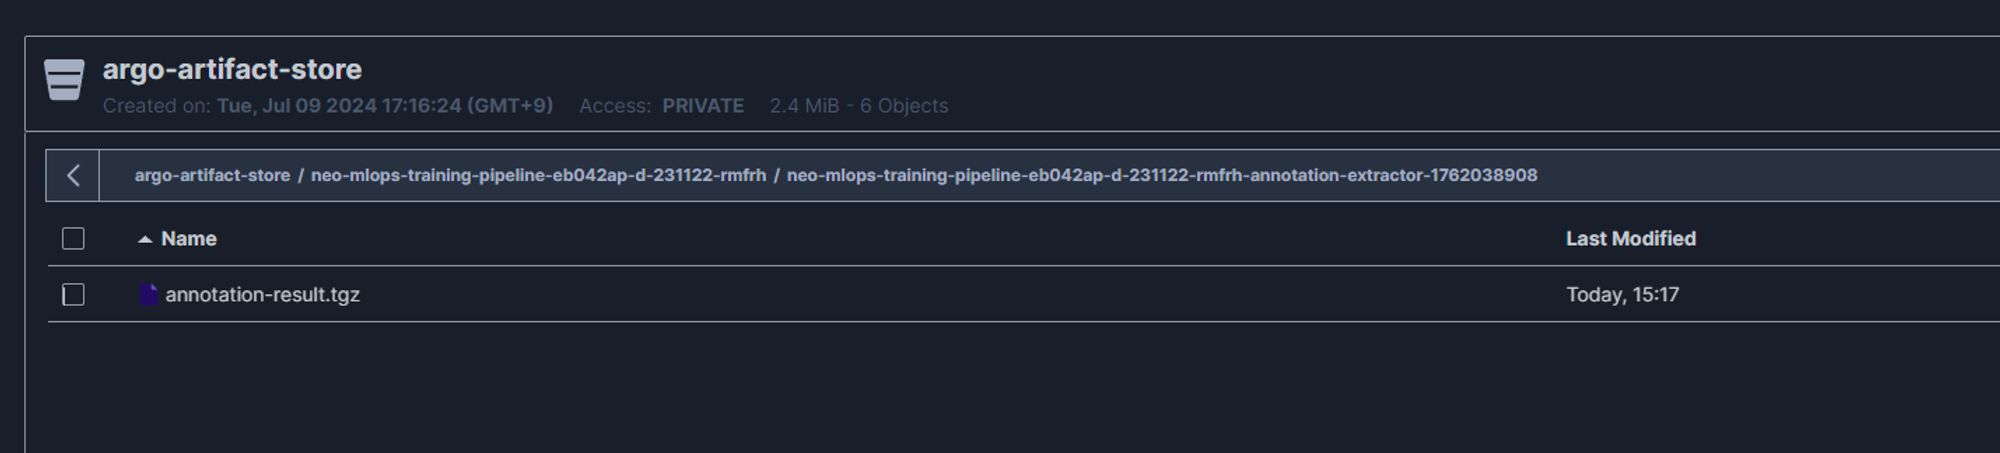 argo-artifact-store
Created on: Tue, Jul 09 2024 17:16:24 (GMT+9) Access: PRIVATE 2.4 MiB - 6 Objects
argo-artifact-store / neo-mlops-training-pipeline-eb042ap-d-231122-rmfrh / neo-mlops-training-pipeline-eb042ap-d-231122-rmfrh-annotation-extractor-1762038908
Name Last Modified
annotation-result.tgz Today, 15:17